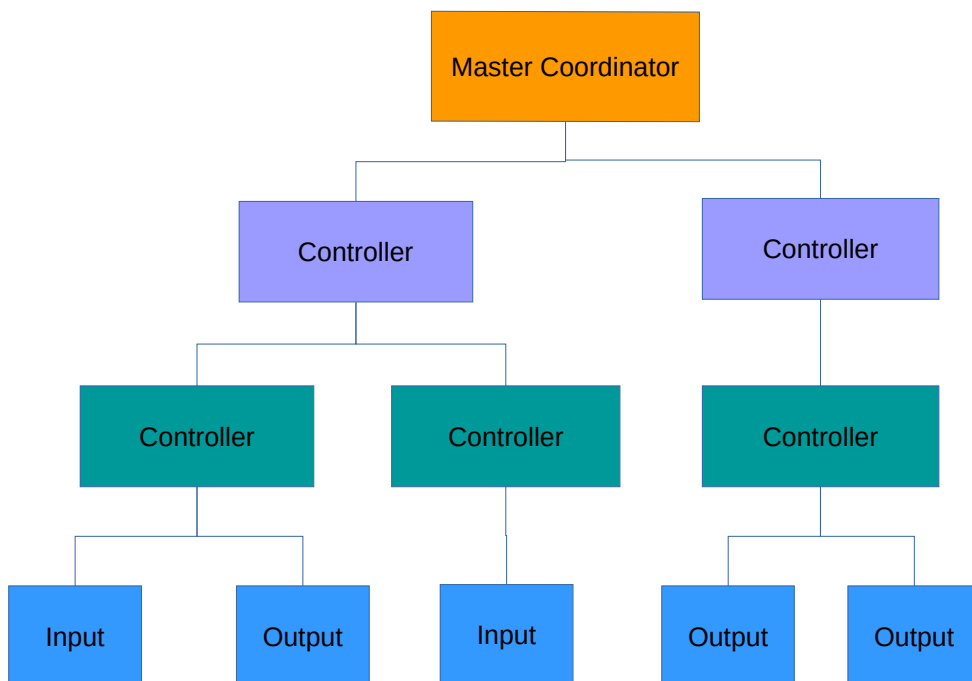 Master Coordinator
Controller
Controller
Controller
Controller
Controller
Input
Output
Input
Output
Output